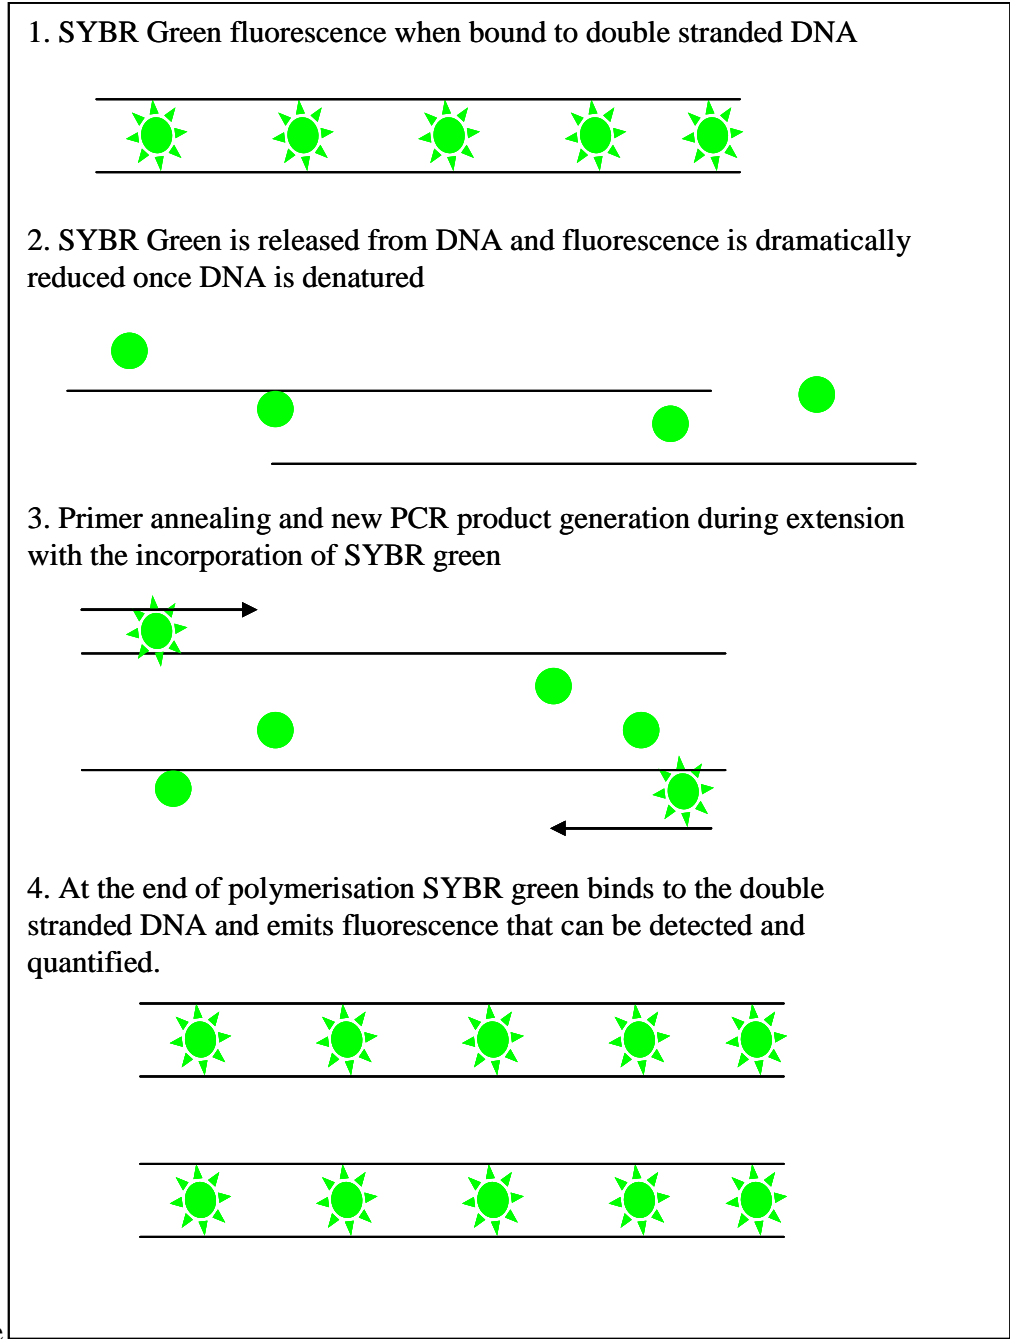 1. SYBR Green fluorescence when bound to double stranded DNA
2. SYBR Green is released from DNA and fluorescence is dramatically
reduced once DNA is denatured
3. Primer annealing and new PCR product generation during extension
with the incorporation of SYBR green
4. At the end of polymerisation SYBR green binds to the double
stranded DNA and emits fluorescence that can be detected and
quantified.